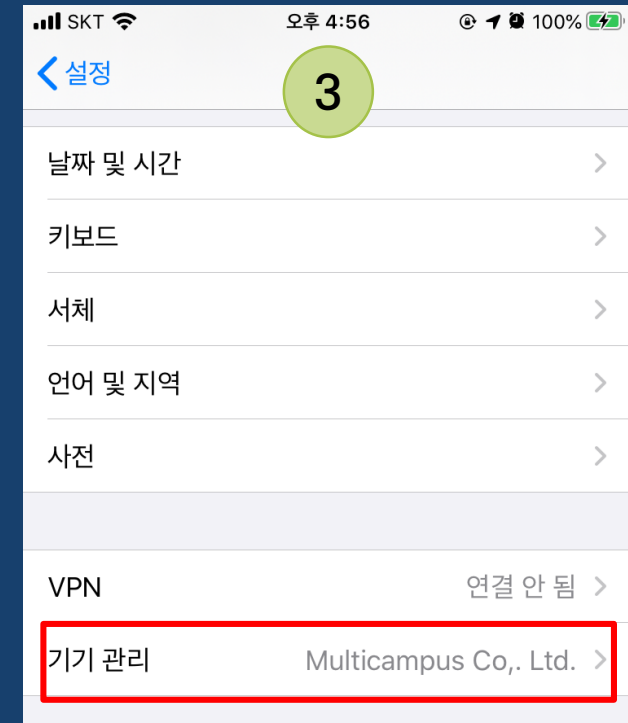 SKT 오후 4:56 100%
설정
3
날짜 및 시간
키보드
서체
언어 및 지역
사전
VPN 연결 안 됨
기기 관리 Multicampus Co,. Ltd.